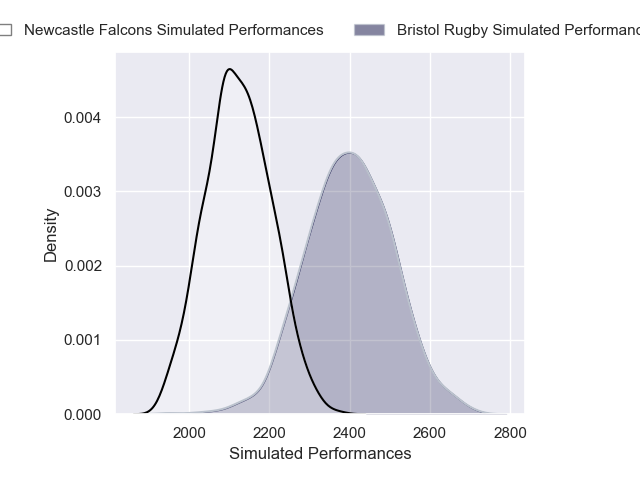 Newcastle Falcons Simulated Performances
Bristol Rugby Simulated
0.004
0.003
0.002
0.001
0.000
Density
2000 2200 2400 2600 2800
Simulated Performances